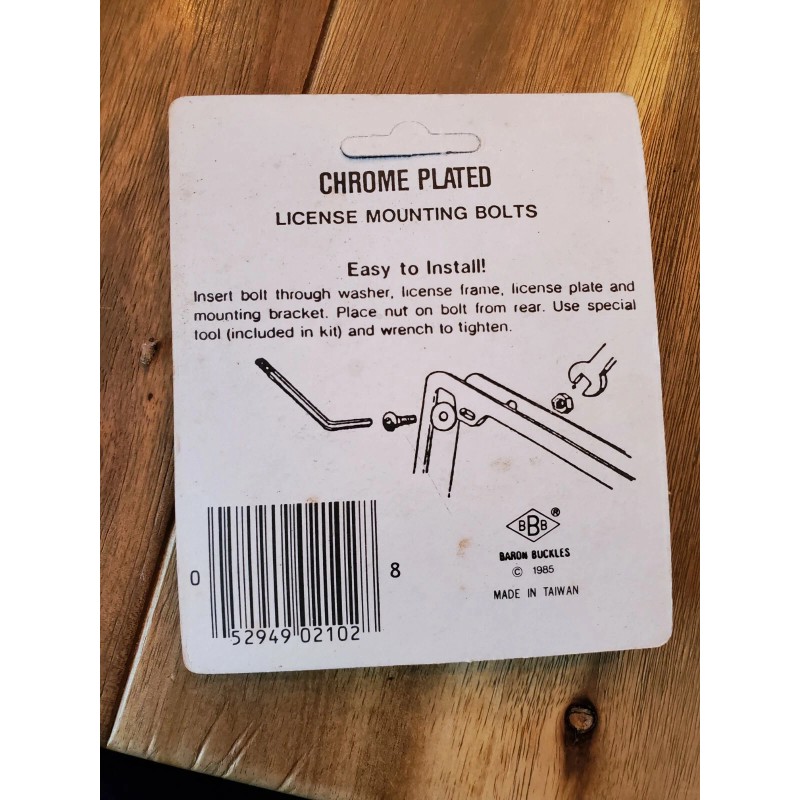 CHROME PLATED
LICENSE MOUNTING BOLTS
Easy to Install!
Insert bolt through washer, license frame, license plate and
mounting bracket. Place nut on bolt from rear. Use special
tool (included in kit) and wrench to tighten.
BBB®
BARON BUCKLES
© 1985
MADE IN TAIWAN
0 52949 02102 8